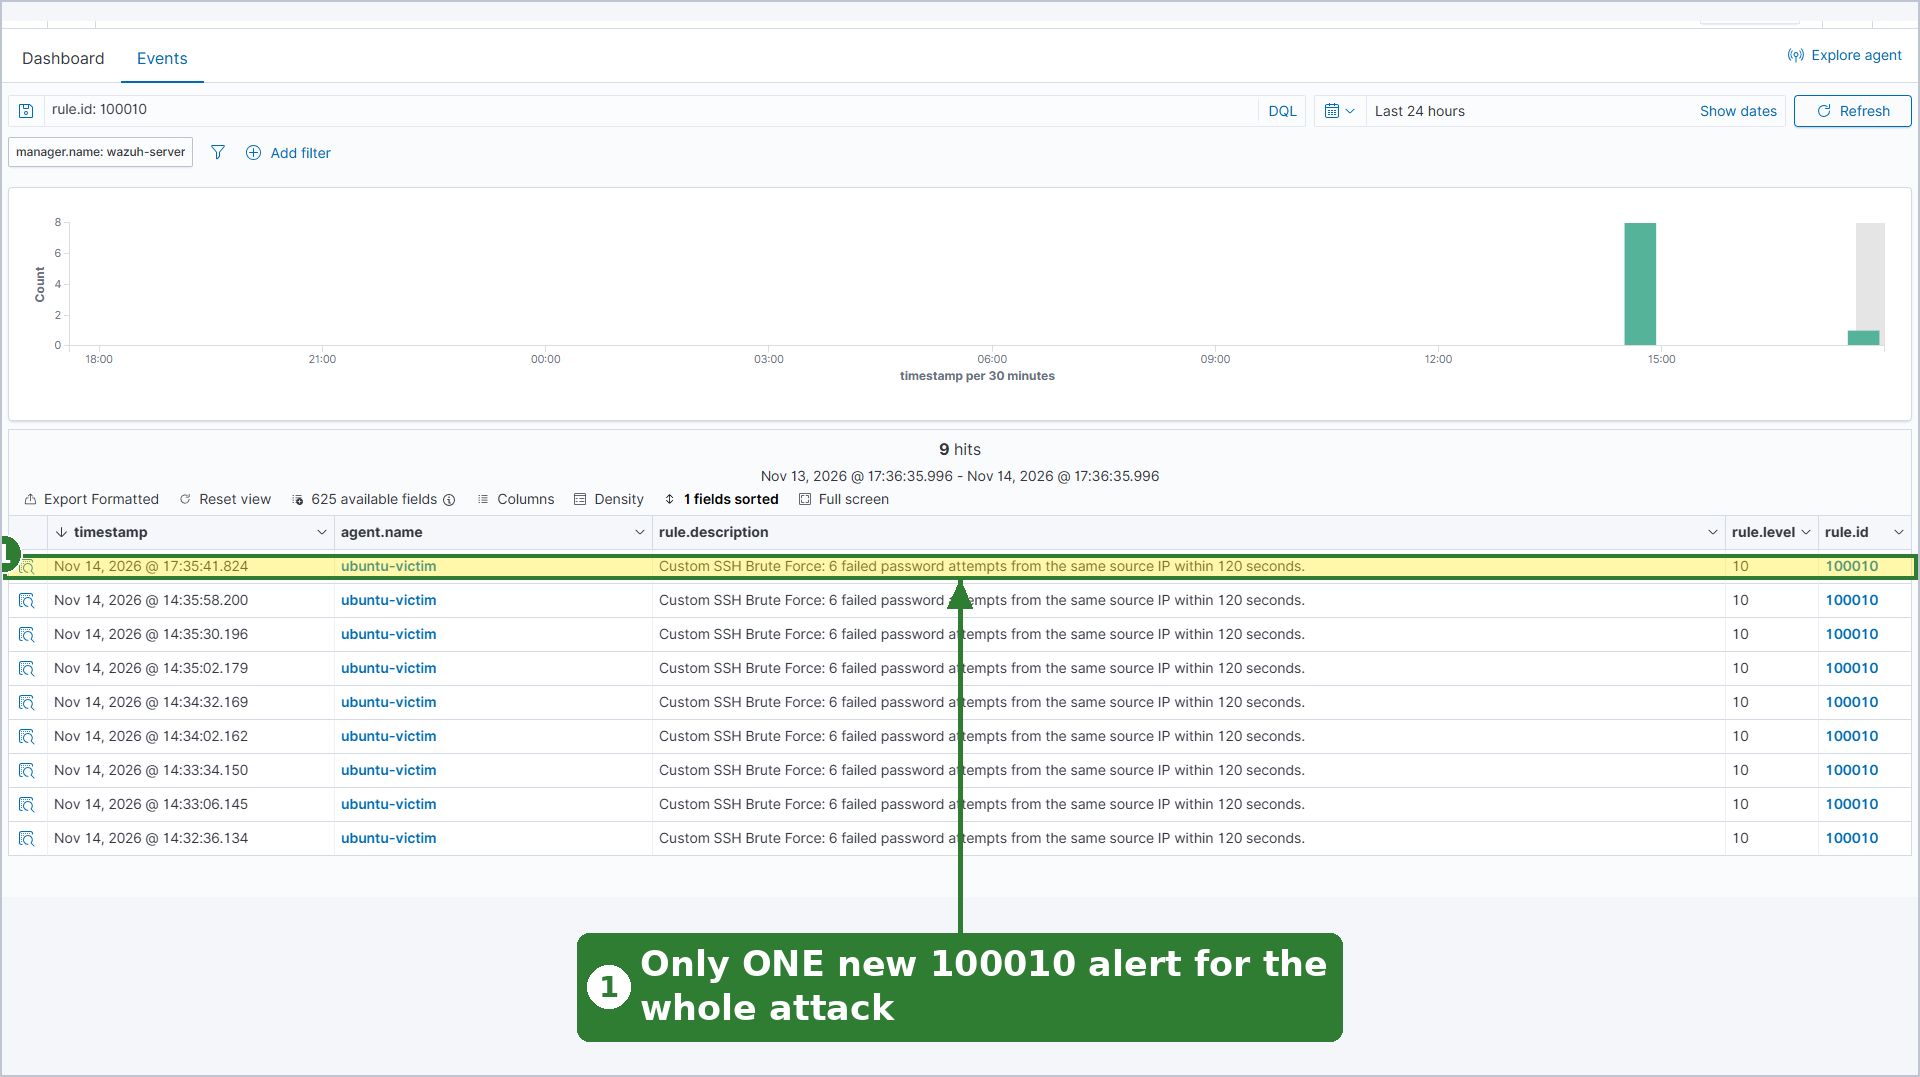 Dashboard Events Explore agent
rule.id: 100010 DQL Last 24 hours Show dates Refresh
manager.name: wazuh-server Add filter
8
6
4
2
0
Count
18:00 21:00 00:00 03:00 06:00 09:00 12:00 15:00
timestamp per 30 minutes
9 hits
Nov 13, 2026 @ 17:36:35.996 - Nov 14, 2026 @ 17:36:35.996
Export Formatted Reset view 625 available fields Columns Density 1 fields sorted Full screen
timestamp agent.name rule.description rule.level rule.id
1
Nov 14, 2026 @ 17:35:41.824 ubuntu-victim Custom SSH Brute Force: 6 failed password attempts from the same source IP within 120 seconds. 10 100010
Nov 14, 2026 @ 14:35:58.200 ubuntu-victim Custom SSH Brute Force: 6 failed password attempts from the same source IP within 120 seconds. 10 100010
Nov 14, 2026 @ 14:35:30.196 ubuntu-victim Custom SSH Brute Force: 6 failed password attempts from the same source IP within 120 seconds. 10 100010
Nov 14, 2026 @ 14:35:02.179 ubuntu-victim Custom SSH Brute Force: 6 failed password attempts from the same source IP within 120 seconds. 10 100010
Nov 14, 2026 @ 14:34:32.169 ubuntu-victim Custom SSH Brute Force: 6 failed password attempts from the same source IP within 120 seconds. 10 100010
Nov 14, 2026 @ 14:34:02.162 ubuntu-victim Custom SSH Brute Force: 6 failed password attempts from the same source IP within 120 seconds. 10 100010
Nov 14, 2026 @ 14:33:34.150 ubuntu-victim Custom SSH Brute Force: 6 failed password attempts from the same source IP within 120 seconds. 10 100010
Nov 14, 2026 @ 14:33:06.145 ubuntu-victim Custom SSH Brute Force: 6 failed password attempts from the same source IP within 120 seconds. 10 100010
Nov 14, 2026 @ 14:32:36.134 ubuntu-victim Custom SSH Brute Force: 6 failed password attempts from the same source IP within 120 seconds. 10 100010
1 Only ONE new 100010 alert for the
whole attack